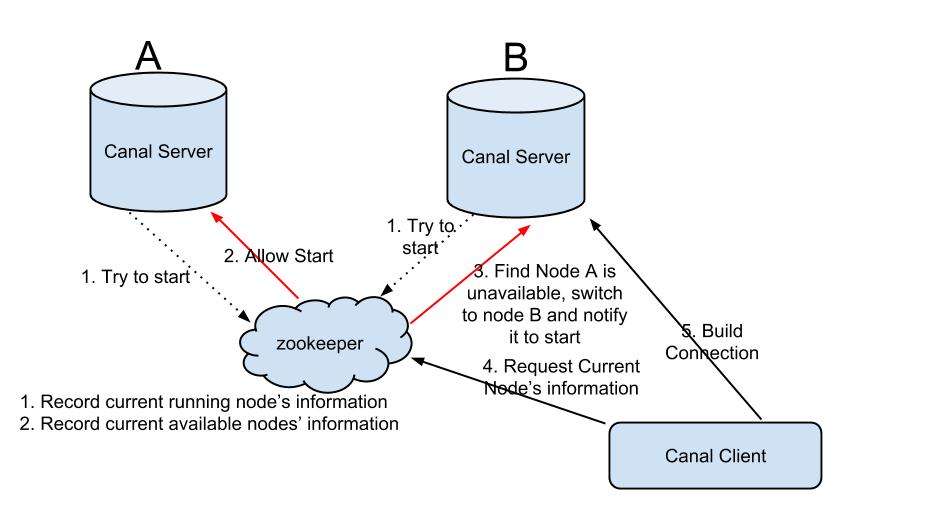 A
B
Canal Server
Canal Server
1. Try to
start
2. Allow Start
1. Try to start
3. Find Node A is
unavailable, switch
to node B and notify
it to start
5. Build
Connection
zookeeper
4. Request Current
Node's information
1. Record current running node's information
2. Record current available nodes' information
Canal Client